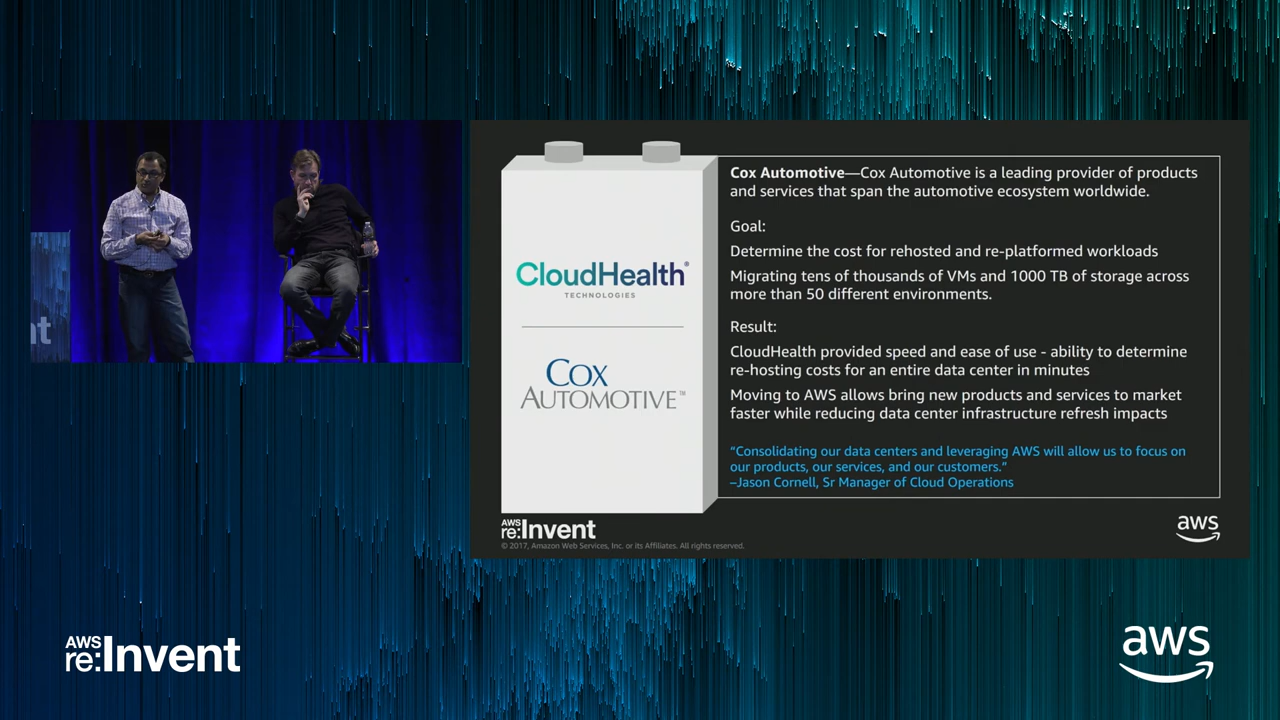 nt
CloudHealth
TECHNOLOGIES
COX
AUTOMOTIVE™
Cox Automotive—Cox Automotive is a leading provider of products
and services that span the automotive ecosystem worldwide.
Goal:
Determine the cost for rehosted and re-platformed workloads
Migrating tens of thousands of VMs and 1000 TB of storage across
more than 50 different environments.
Result:
CloudHealth provided speed and ease of use - ability to determine
re-hosting costs for an entire data center in minutes
Moving to AWS allows bring new products and services to market
faster while reducing data center infrastructure refresh impacts
“Consolidating our data centers and leveraging AWS will allow us to focus on
our products, our services, and our customers.”
–Jason Cornell, Sr Manager of Cloud Operations
AWS
re:Invent
© 2017, Amazon Web Services, Inc. or its Affiliates. All rights reserved.
aws
AWS
re:Invent
aws